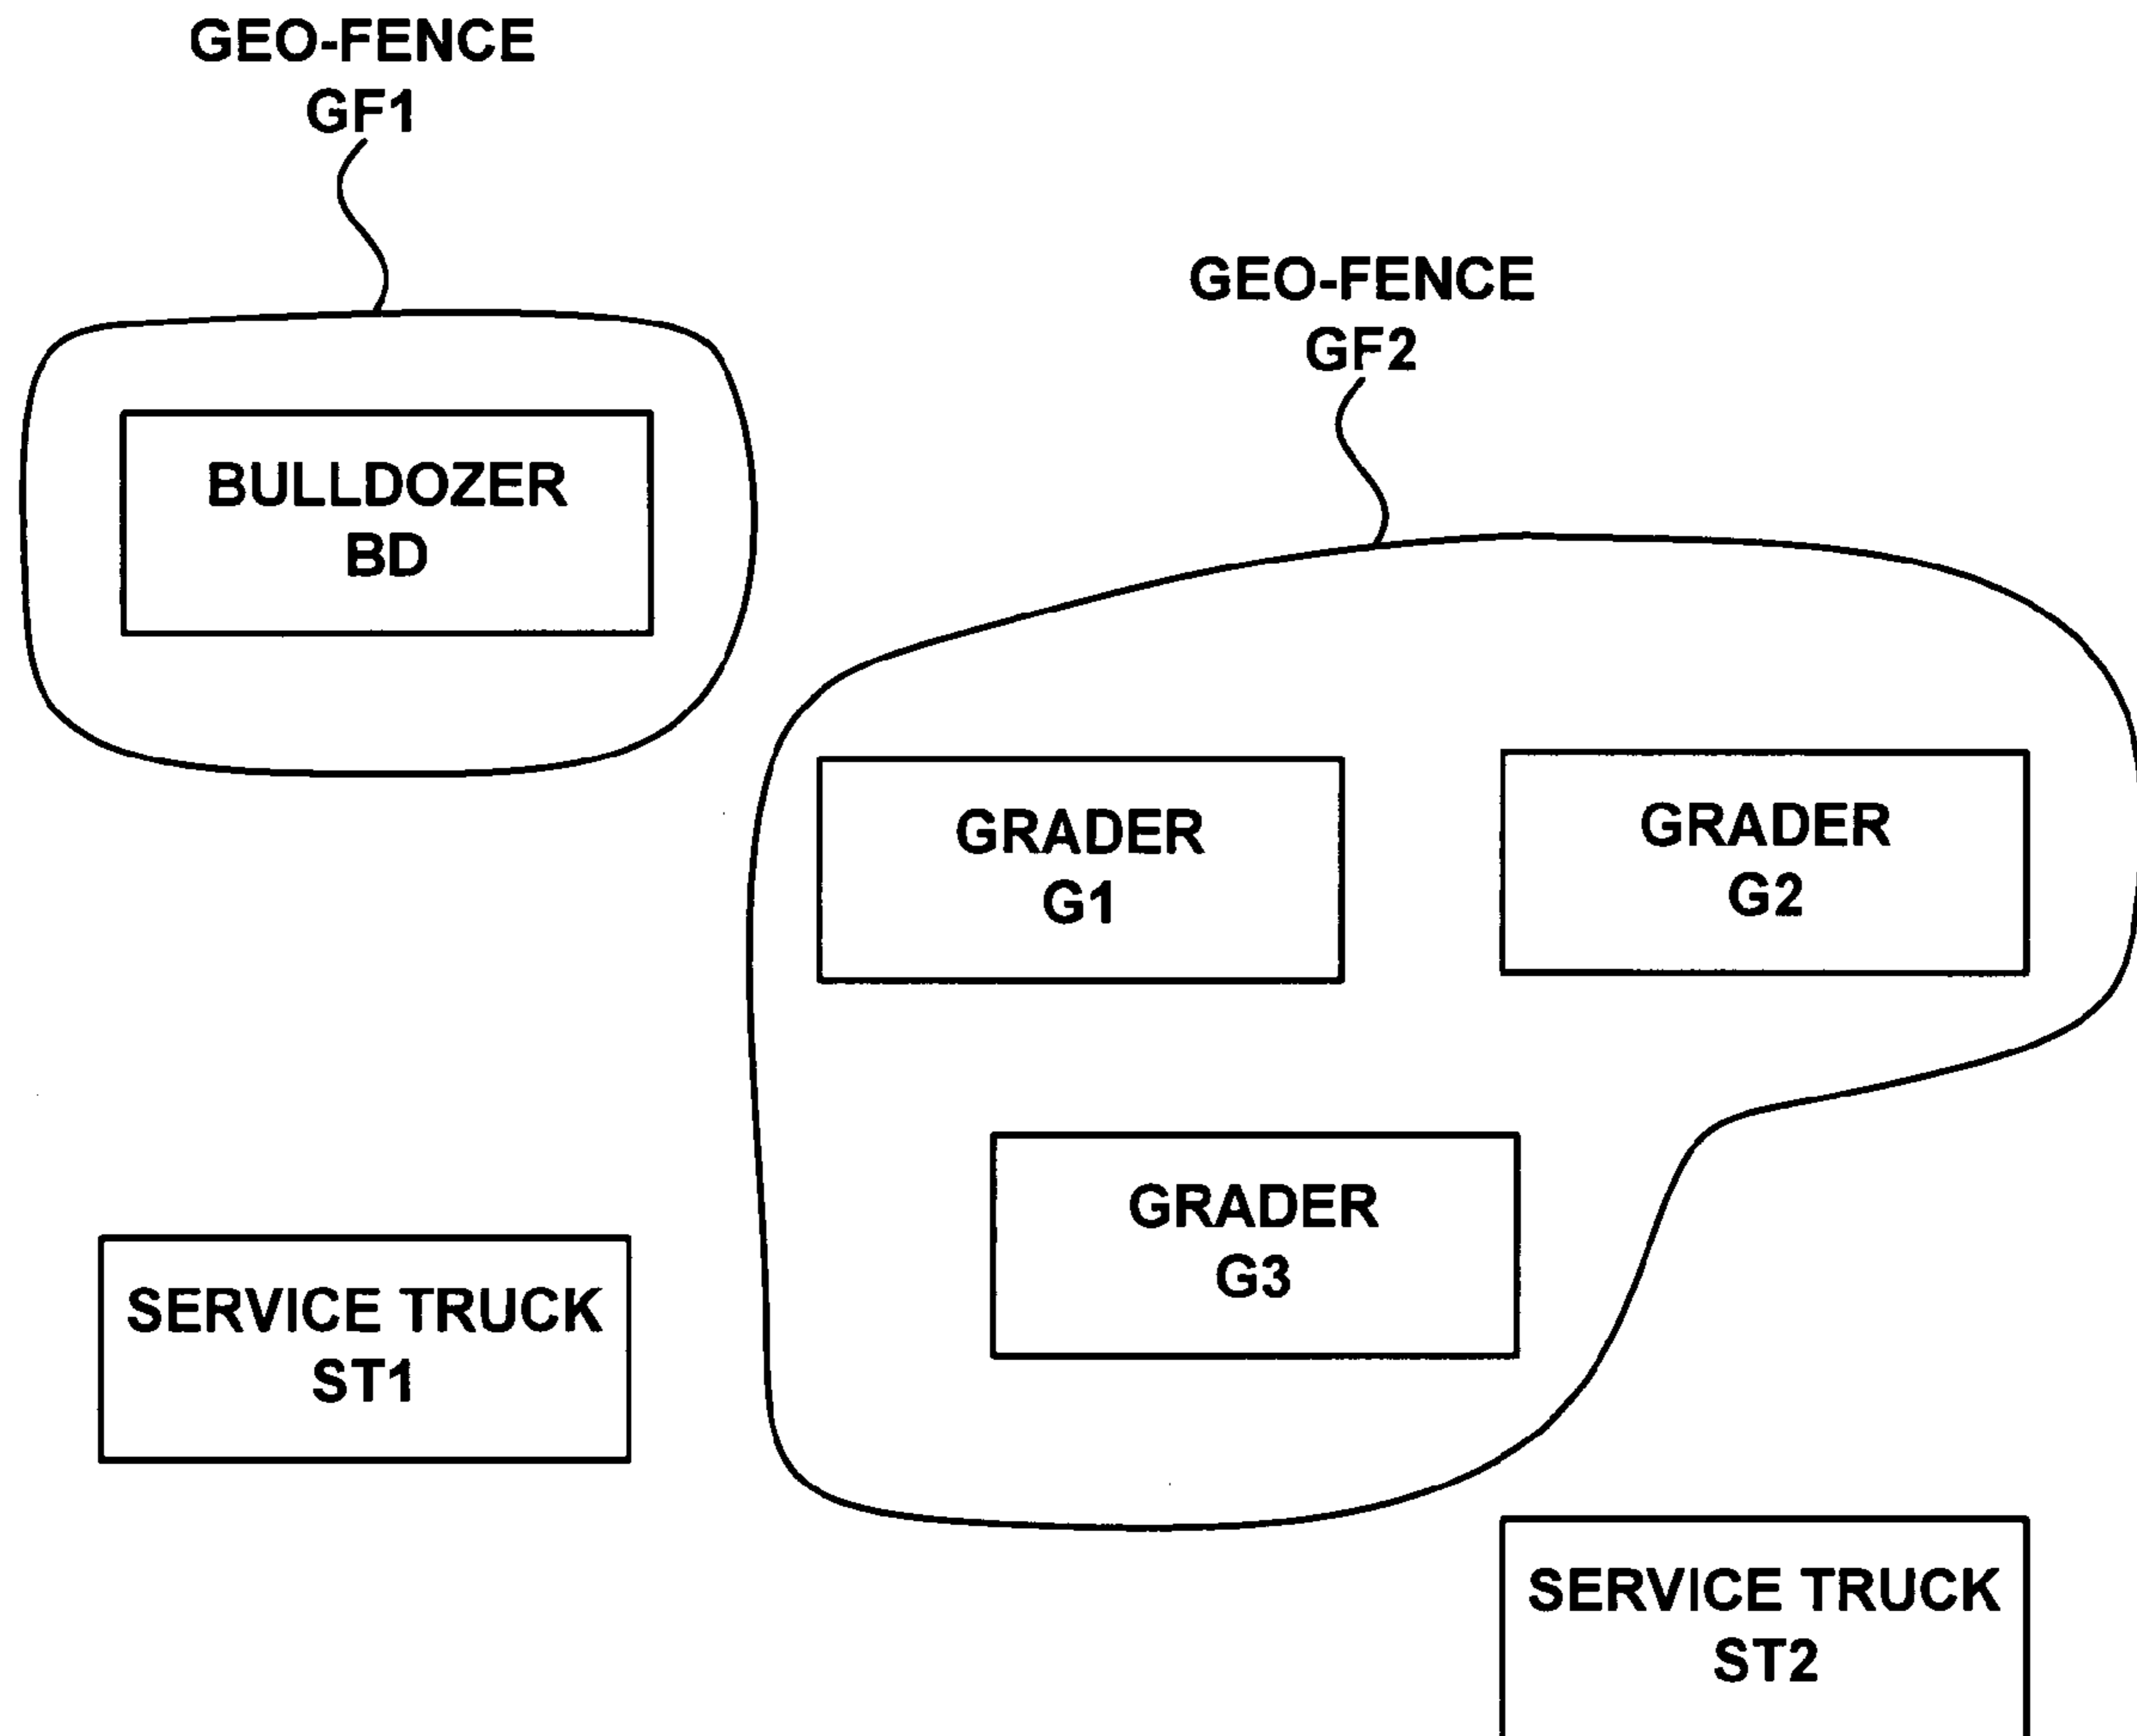 GEO-FENCE
GF1
GEO-FENCE
GF2
BULLDOZER
BD
GRADER
G1
GRADER
G2
GRADER
G3
SERVICE TRUCK
ST1
SERVICE TRUCK
ST2